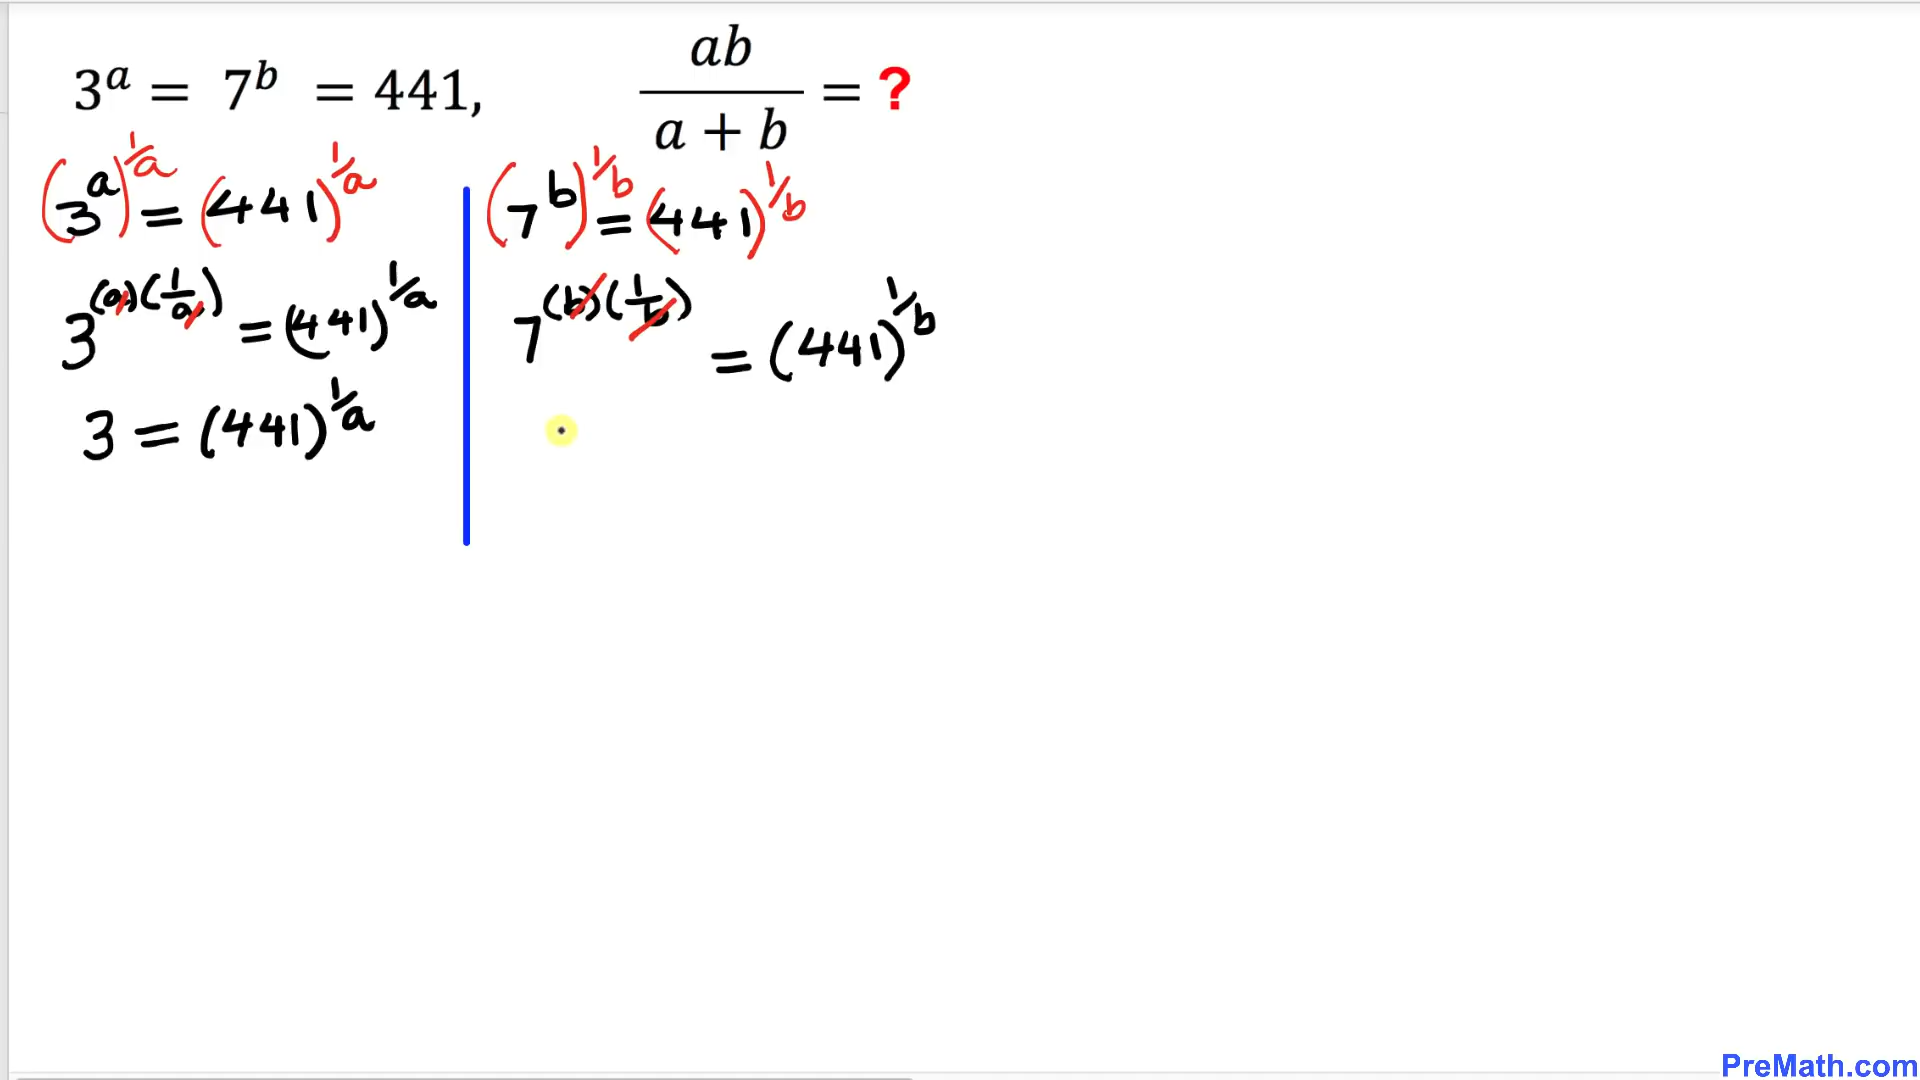 3^a = 7^b = 441, ab/(a + b) = ?
(3^a)^(1/a) = (441)^(1/a)
3^((a)(1/a)) = (441)^(1/a)
3 = (441)^(1/a)
(7^b)^(1/b) = (441)^(1/b)
7^((b)(1/b)) = (441)^(1/b)
PreMath.com